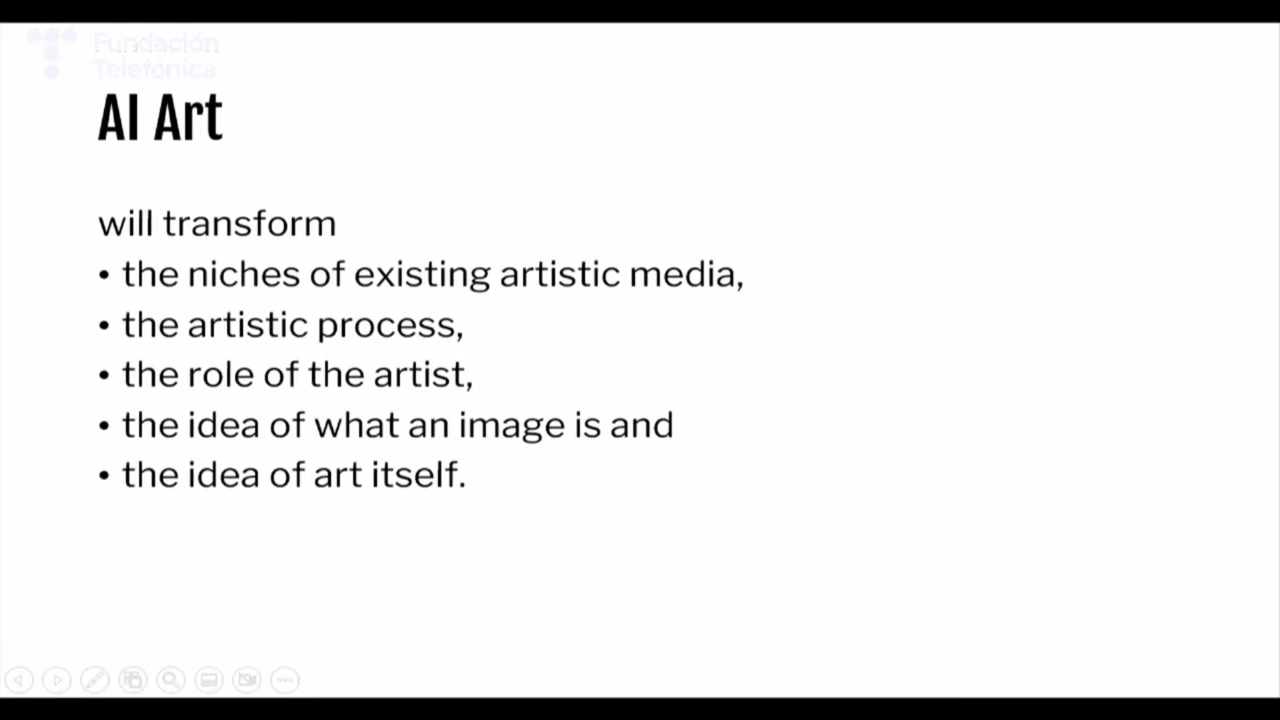 Fundación
Telefónica
AI Art
will transform
• the niches of existing artistic media,
• the artistic process,
• the role of the artist,
• the idea of what an image is and
• the idea of art itself.